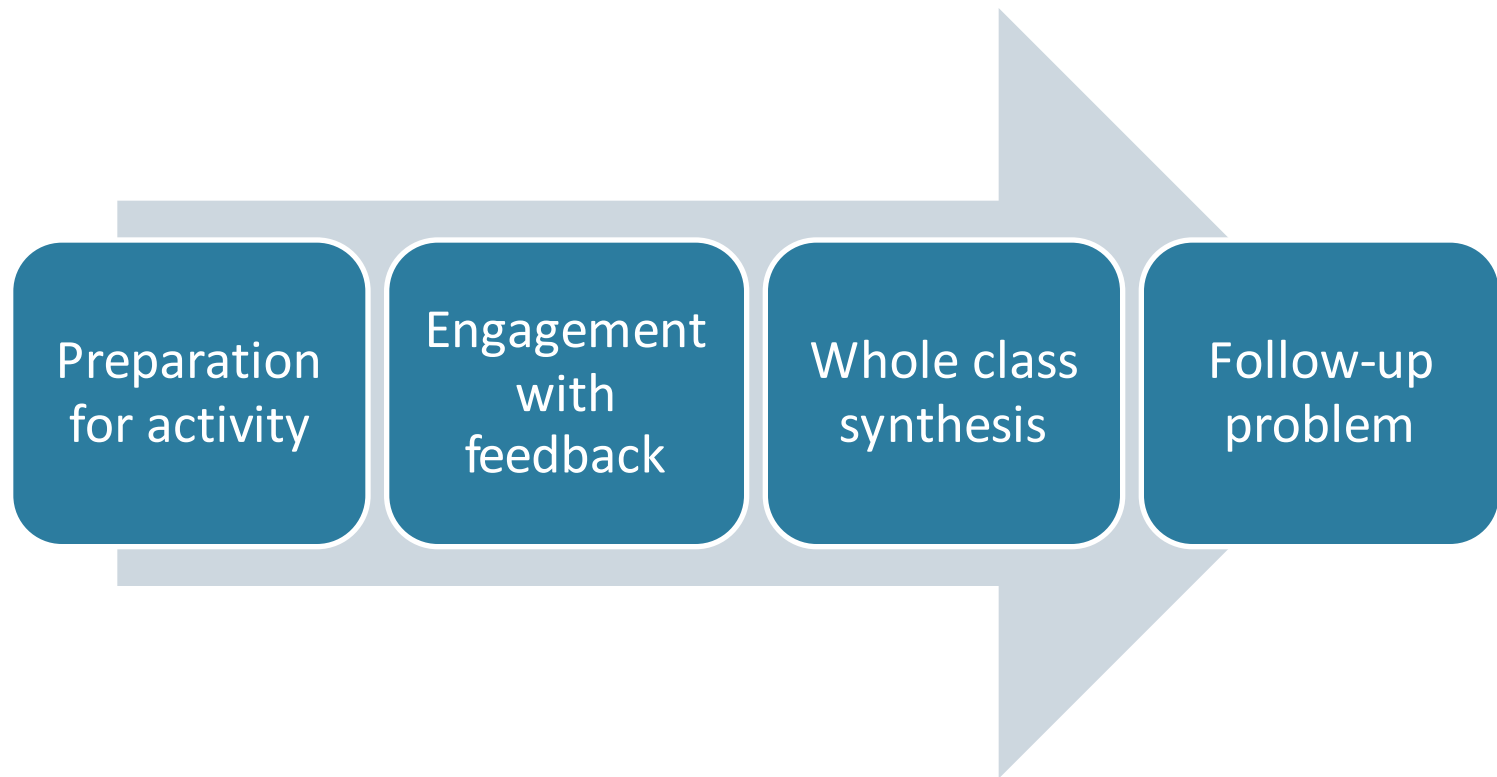 Preparation
for activity
Engagement
with
feedback
Whole class
synthesis
Follow-up
problem